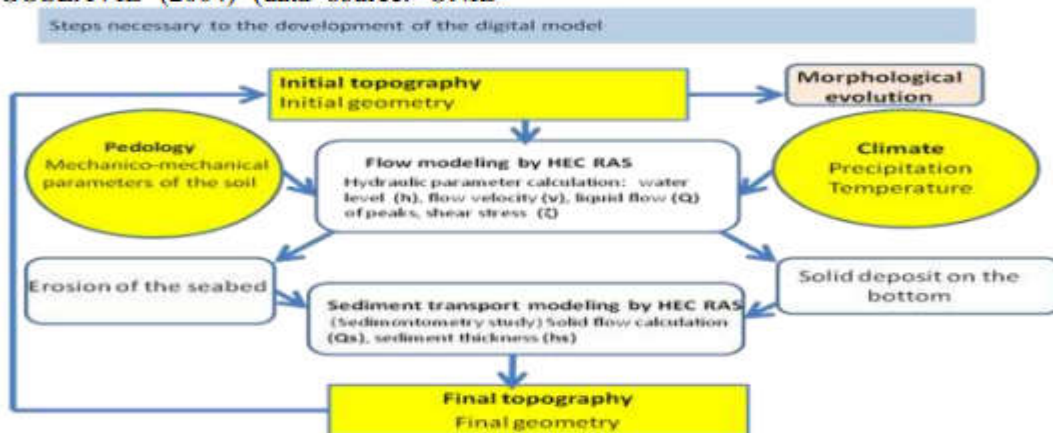 (2004) (data source:
Steps necessary to the development of the digital model
Initial topography
Initial geometry
Morphological
evolution
Pedology
Mechanico-mechanical
parameters of the soil
Flow modeling by HEC RAS
Hydraulic parameter calculation: water
level (h), flow velocity (v), liquid flow (Q)
of peaks, shear stress (ζ)
Climate
Precipitation
Temperature
Erosion of the seabed
Solid deposit on the
bottom
Sediment transport modeling by HEC RAS
(Sedimontometry study) Solid flow calculation
(Qs), sediment thickness (hs)
Final topography
Final geometry